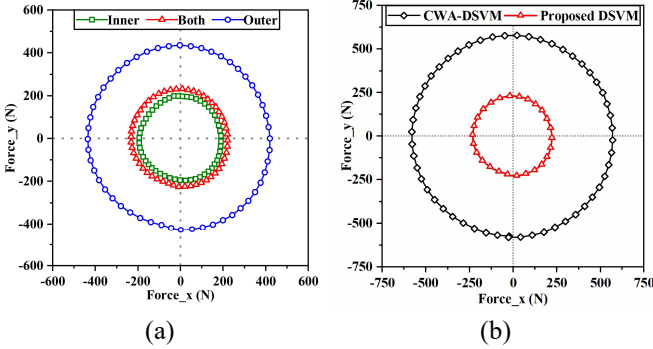 Inner Both Outer
600
400
200
0
-200
-400
-600
Force_y (N)
-600 -400 -200 0 200 400 600
Force_x (N)
(a)
CWA-DSVM Proposed DSVM
750
500
250
0
-250
-500
-750
Force_y (N)
-750 -500 -250 0 250 500 750
Force_x (N)
(b)